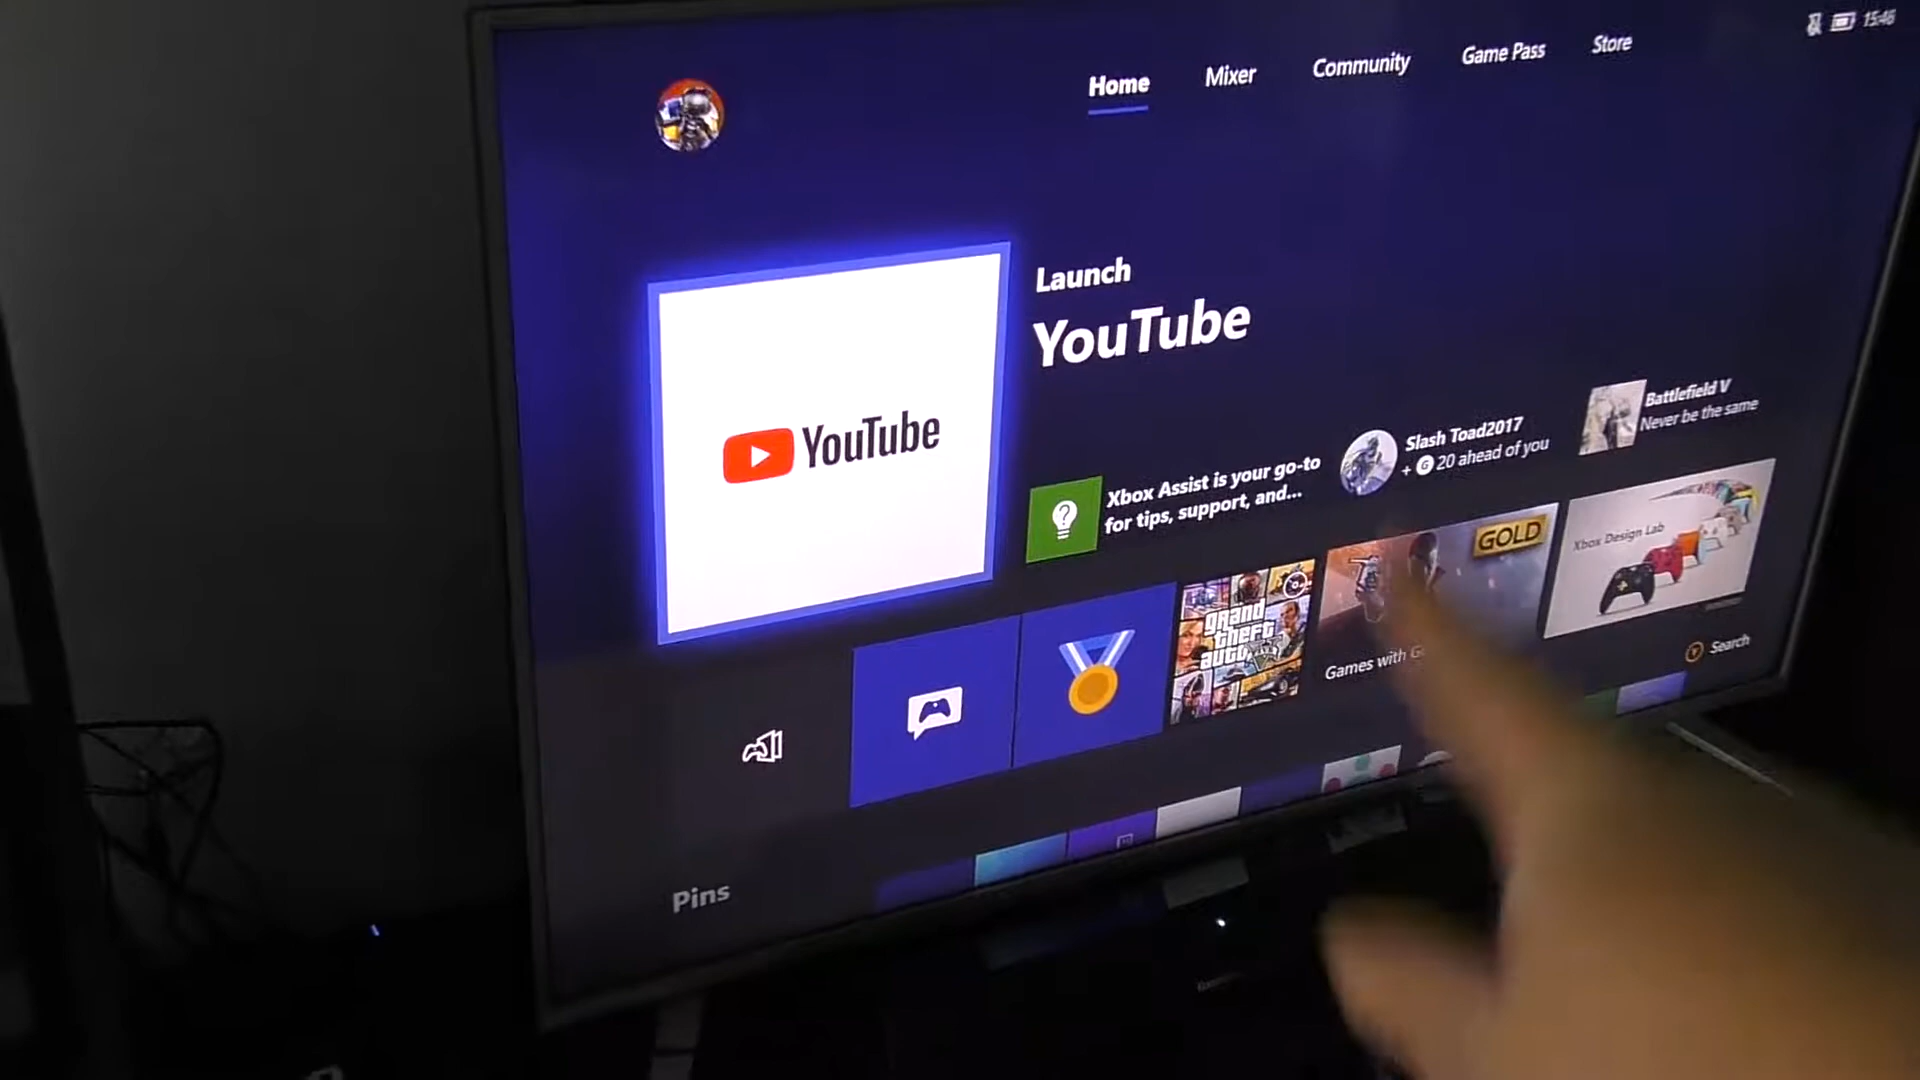 Home
Mixer
Community
Game Pass
Store
15:46
Launch
YouTube
YouTube
Xbox Assist is your go-to
for tips, support, and...
Slash Toad2017
+ G 20 ahead of you
Battlefield V
Never be the same
grand
theft
auto
GOLD
Games with
Xbox Design Lab
Y Search
Pins